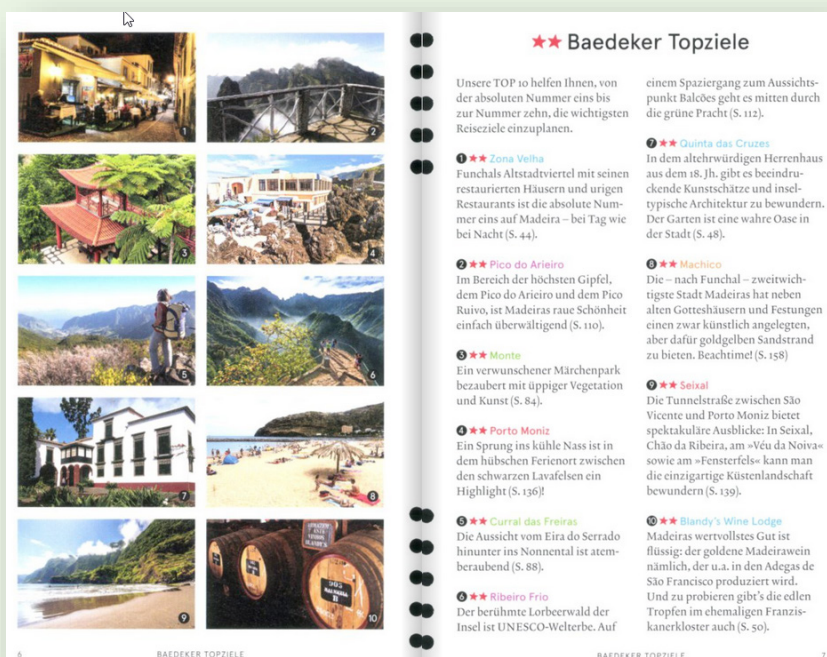 1
2
3
4
5
6
7
8
9
10
6
BAEDEKER TOPZIELE
★★ Baedeker Topziele
Unsere TOP 10 helfen Ihnen, von
der absoluten Nummer eins bis
zur Nummer zehn, die wichtigsten
Reiseziele einzuplanen.
1 ★★ Zona Velha
Funchals Altstadtviertel mit seinen
restaurierten Häusern und urigen
Restaurants ist die absolute Num-
mer eins auf Madeira – bei Tag wie
bei Nacht (S. 44).
2 ★★ Pico do Arieiro
Im Bereich der höchsten Gipfel,
dem Pico do Arieiro und dem Pico
Ruivo, ist Madeiras raue Schönheit
einfach überwältigend (S. 110).
3 ★★ Monte
Ein verwunschener Märchenpark
bezaubert mit üppiger Vegetation
und Kunst (S. 84).
4 ★★ Porto Moniz
Ein Sprung ins kühle Nass ist in
dem hübschen Ferienort zwischen
den schwarzen Lavafelsen ein
Highlight (S. 136)!
5 ★★ Curral das Freiras
Die Aussicht vom Eira do Serrado
hinunter ins Nonnental ist atem-
beraubend (S. 88).
6 ★★ Ribeiro Frio
Der berühmte Lorbeerwald der
Insel ist UNESCO-Welterbe. Auf
einem Spaziergang zum Aussichts-
punkt Balcões geht es mitten durch
die grüne Pracht (S. 112).
7 ★★ Quinta das Cruzes
In dem altehrwürdigen Herrenhaus
aus dem 18. Jh. gibt es beeindru-
ckende Kunstschätze und insel-
typische Architektur zu bewundern.
Der Garten ist eine wahre Oase in
der Stadt (S. 48).
8 ★★ Machico
Die – nach Funchal – zweitwich-
tigste Stadt Madeiras hat neben
alten Gotteshäusern und Festungen
einen zwar künstlich angelegten,
aber dafür goldgelben Sandstrand
zu bieten. Beachtime! (S. 158)
9 ★★ Seixal
Die Tunnelstraße zwischen São
Vicente und Porto Moniz bietet
spektakuläre Ausblicke: In Seixal,
Chão da Ribeira, am »Véu da Noiva«
sowie am »Fensterfels« kann man
die einzigartige Küstenlandschaft
bewundern (S. 139).
10 ★★ Blandy's Wine Lodge
Madeiras wertvollstes Gut ist
flüssig: der goldene Madeirawein
nämlich, der u.a. in den Adegas de
São Francisco produziert wird.
Und zu probieren gibt's die edlen
Tropfen im ehemaligen Franzis-
kanerkloster auch (S. 50).
BAEDEKER TOPZIELE
7